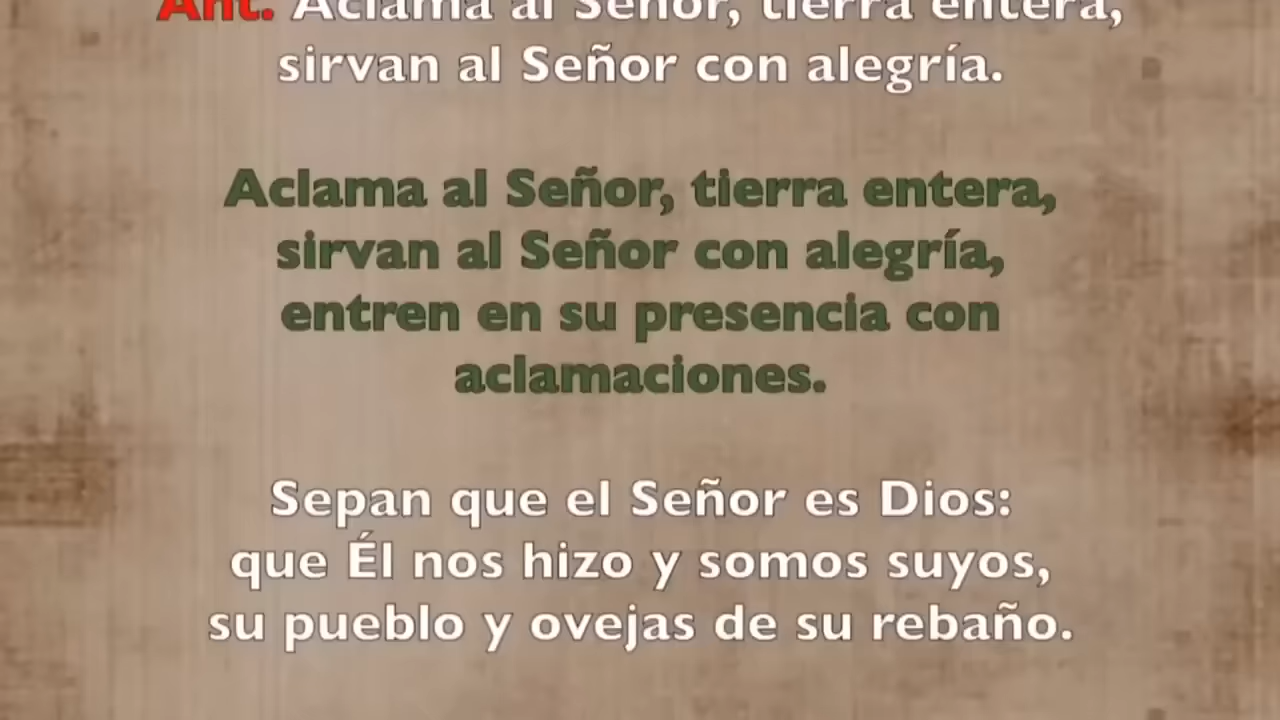 Ant. Aclama al Señor, tierra entera,
sirvan al Señor con alegría.
Aclama al Señor, tierra entera,
sirvan al Señor con alegría,
entren en su presencia con
aclamaciones.
Sepan que el Señor es Dios:
que Él nos hizo y somos suyos,
su pueblo y ovejas de su rebaño.